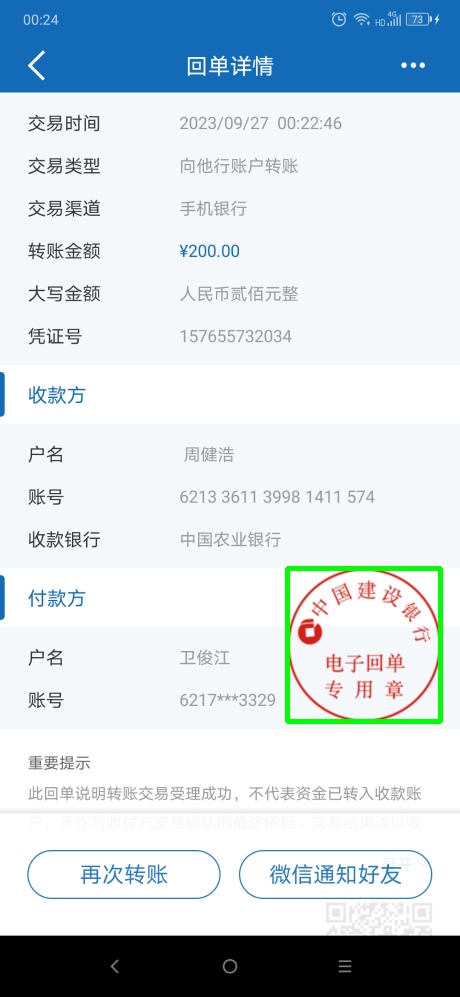 00:24
HD 4G 73
回单详情
交易时间 2023/09/27 00:22:46
交易类型 向他行账户转账
交易渠道 手机银行
转账金额 ¥200.00
大写金额 人民币贰佰元整
凭证号 157655732034
收款方
户名 周健浩
账号 6213 3611 3998 1411 574
收款银行 中国农业银行
付款方
户名 卫俊江
账号 6217***3329
中国建设银行
电子回单
专用章
重要提示
此回单说明转账交易受理成功，不代表资金已转入收款账
户，不作为收付方交易确认的最终依据。交易结果请以收
展开
再次转账 微信通知好友